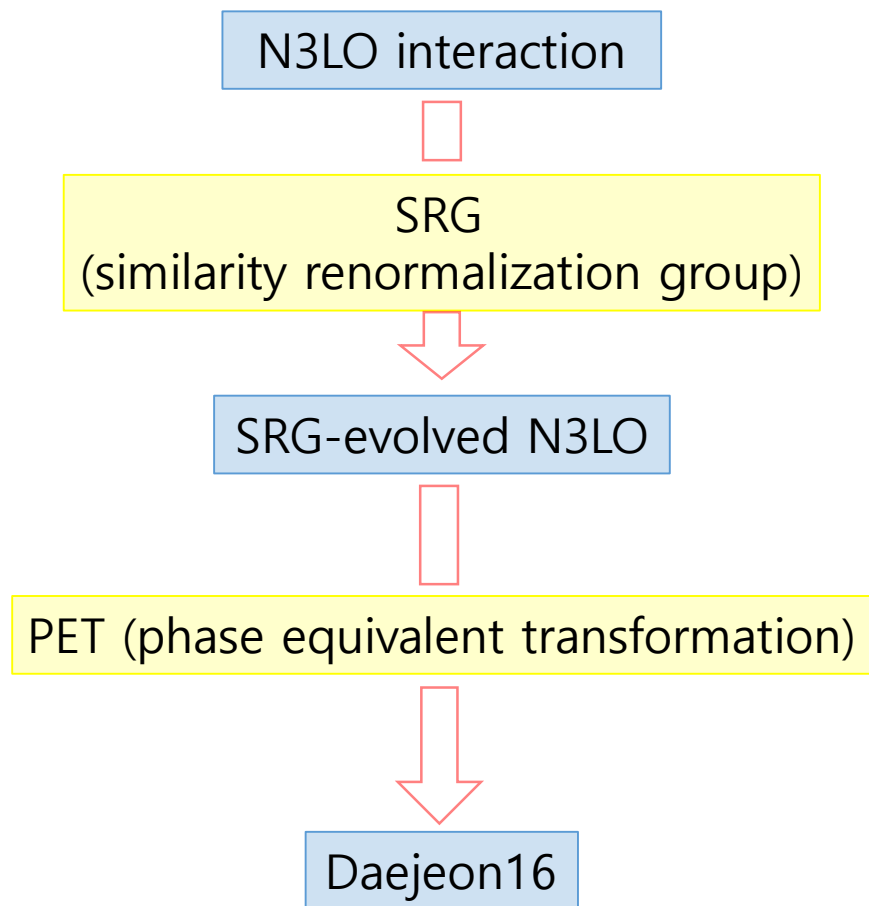 N3LO interaction
SRG
(similarity renormalization group)
SRG-evolved N3LO
PET (phase equivalent transformation)
Daejeon16